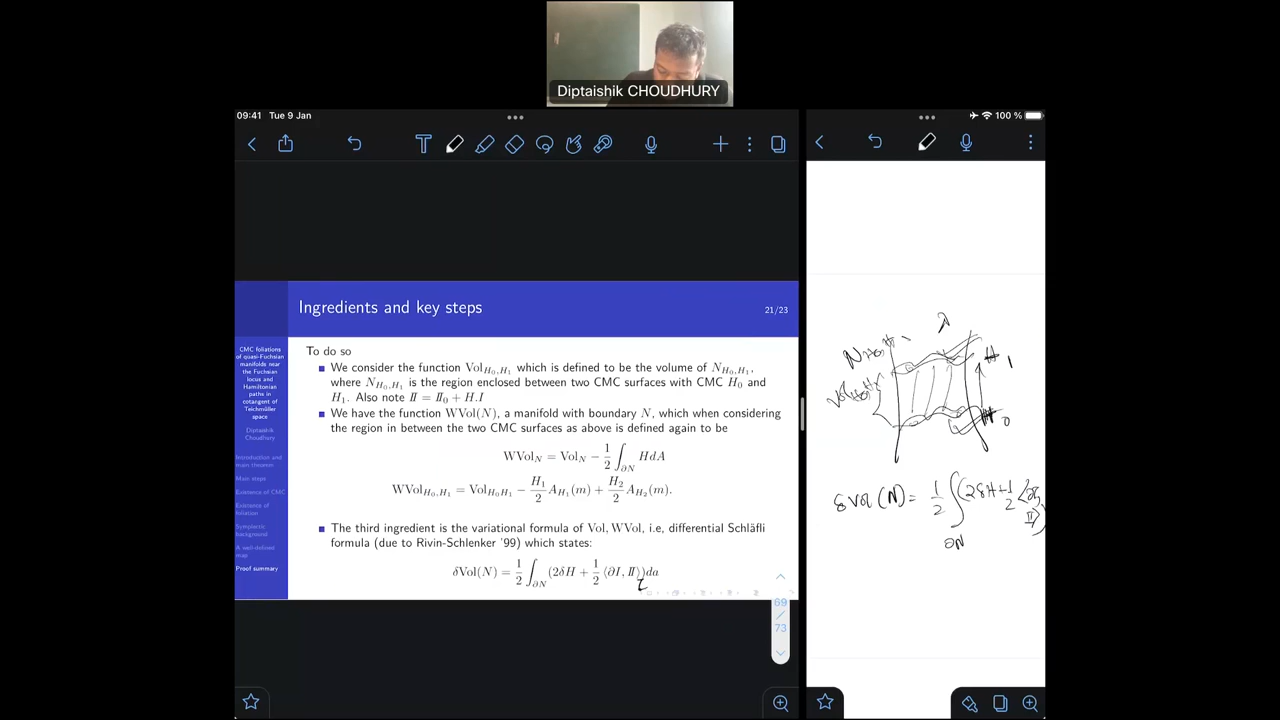 Diptaishik CHOUDHURY
09:41 Tue 9 Jan
100 %
Ingredients and key steps
21/23
CMC foliations
of quasi-Fuchsian
manifolds near
the Fuchsian
locus and
Hamiltonian
paths in
cotangent of
Teichmüller
space
Diptaishik
Choudhury
Introduction and
main theorem
Main steps
Existence of CMC
Existence of
foliation
Symplectic
background
A well-defined
map
Proof summary
To do so
We consider the function Vol_{H_0,H_1} which is defined to be the volume of N_{H_0,H_1},
where N_{H_0,H_1} is the region enclosed between two CMC surfaces with CMC H_0 and
H_1. Also note II = II_0 + H.I
We have the function WVol(N), a manifold with boundary N, which when considering
the region in between the two CMC surfaces as above is defined again to be
WVol_N = Vol_N − 1/2 ∫_{∂N} HdA
WVol_{H_0,H_1} = Vol_{H_0H_1} − H_1/2 A_{H_1}(m) + H_2/2 A_{H_2}(m).
The third ingredient is the variational formula of Vol, WVol, i.e, differential Schläfli
formula (due to Rivin-Schlenker '99) which states:
δVol(N) = 1/2 ∫_{∂N} (2δH + 1/2 ⟨∂I, II⟩)da
69
/
73
H_1
δVol(N) = 1/2 ∫_{∂N} (2δH + 1/2